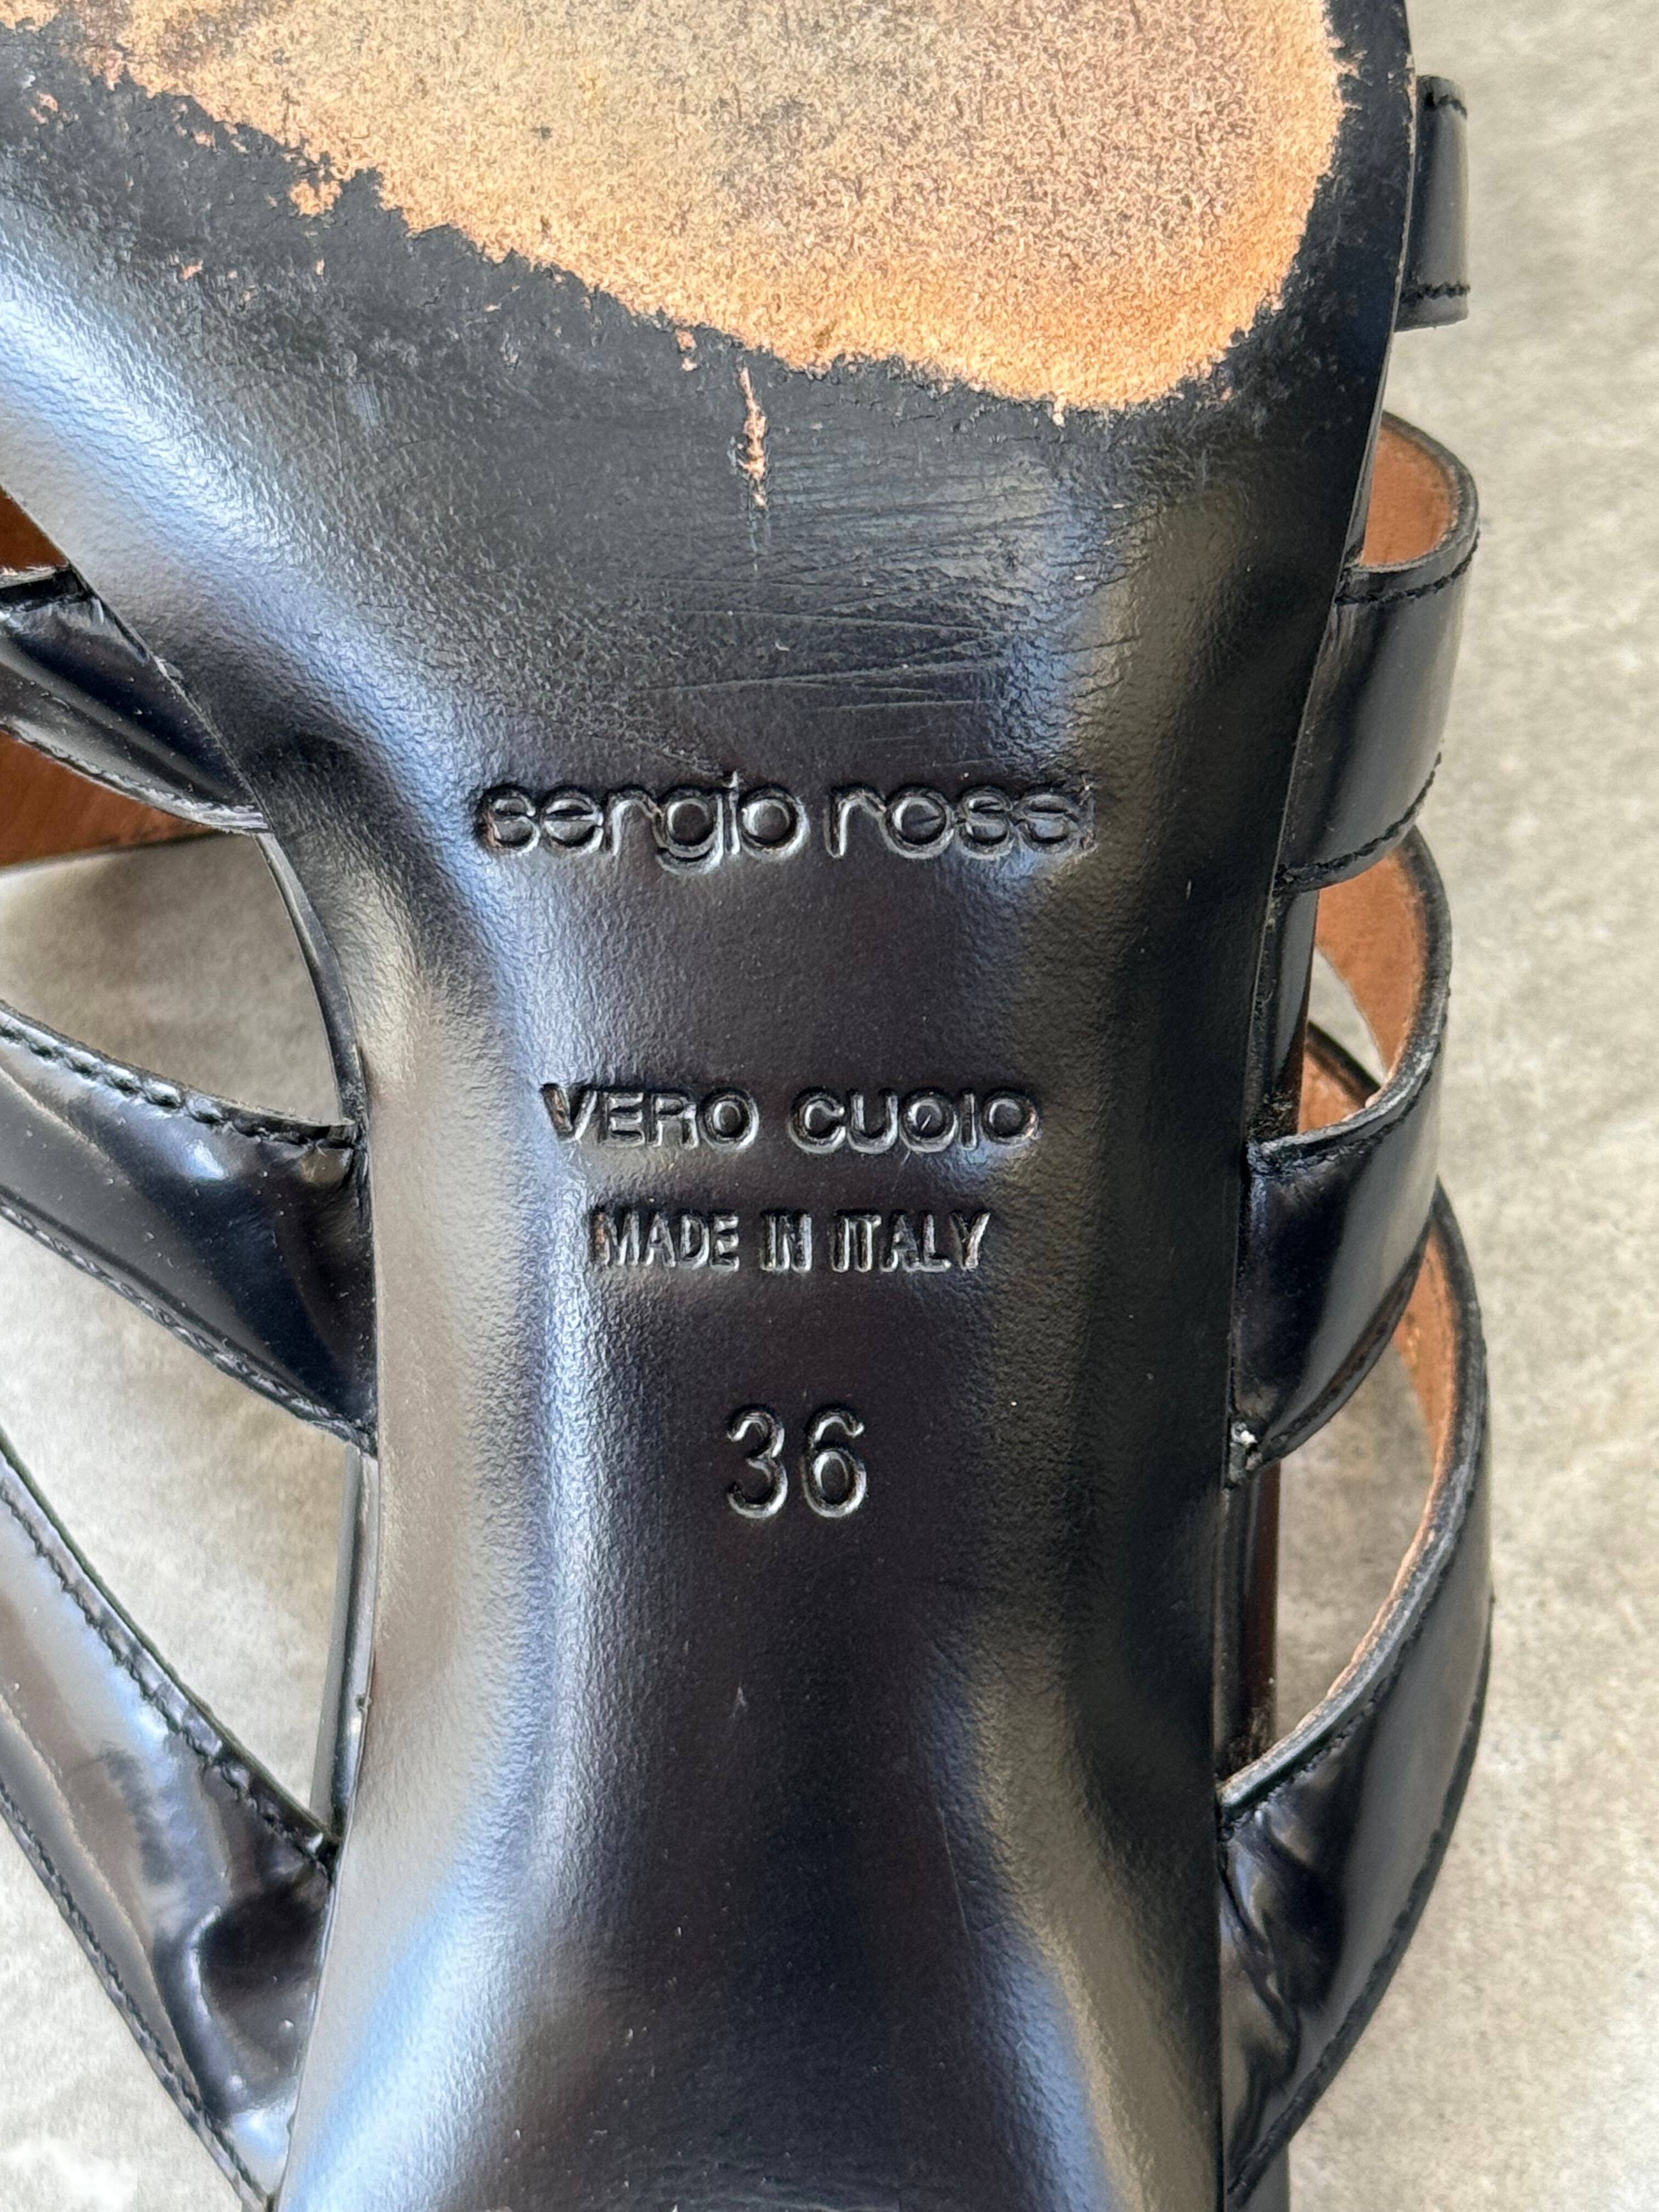 sergio rossi
VERO CUOIO
MADE IN ITALY
36